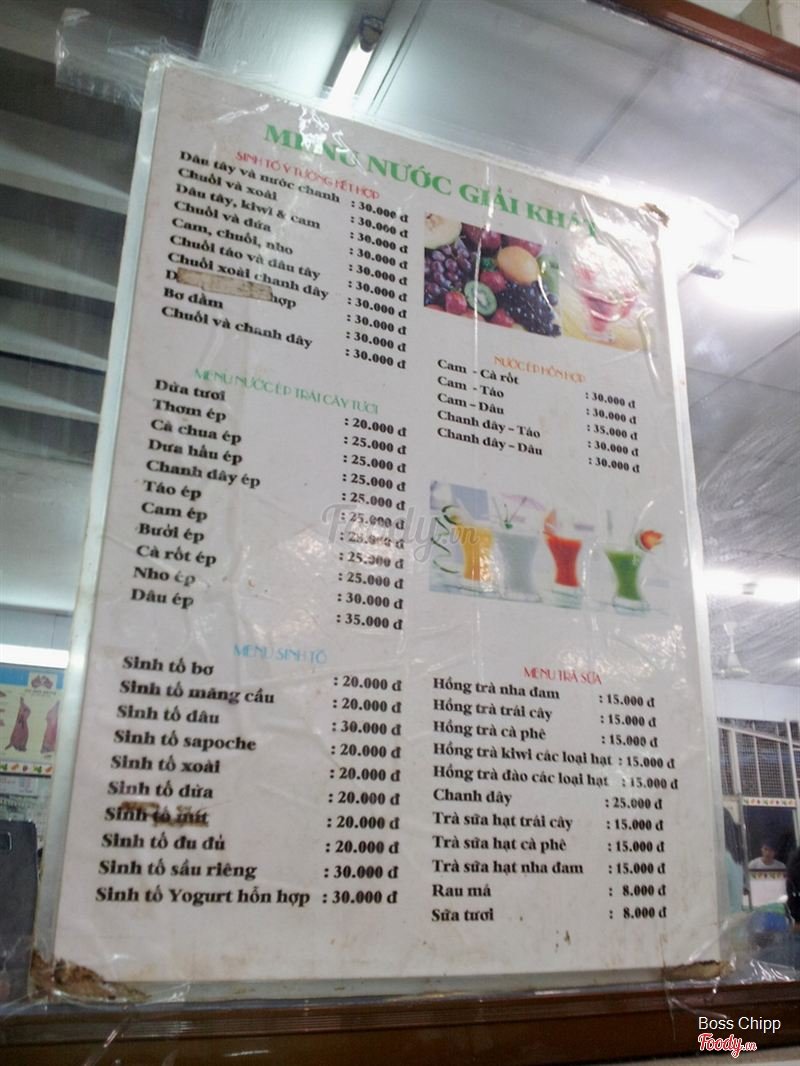 MENU NƯỚC GIẢI KHÁT
SINH TỐ Ý TƯỞNG KẾT HỢP
Dâu tây và nước chanh : 30.000 đ
Chuối và xoài : 30.000 đ
Dâu tây, kiwi & cam : 30.000 đ
Chuối và dứa : 30.000 đ
Cam, chuối, nho : 30.000 đ
Chuối táo và dâu tây : 30.000 đ
Chuối xoài chanh dây : 30.000 đ
hợp : 30.000 đ
Bơ dầm : 30.000 đ
Chuối và chanh dây : 30.000 đ
NƯỚC ÉP HỖN HỢP
Cam - Cà rốt : 30.000 đ
Cam - Táo : 30.000 đ
Cam – Dâu : 35.000 đ
Chanh dây – Táo : 30.000 đ
Chanh dây – Dâu : 30.000 đ
MENU NƯỚC ÉP TRÁI CÂY TƯƠI
Dừa tươi : 20.000 đ
Thơm ép : 25.000 đ
Cà chua ép : 25.000 đ
Dưa hấu ép : 25.000 đ
Chanh dây ép : 25.000 đ
Táo ép : 25.000 đ
Cam ép : 25.000 đ
Bưởi ép : 25.000 đ
Cà rốt ép : 25.000 đ
Nho ép : 30.000 đ
Dâu ép : 35.000 đ
MENU SINH TỐ
Sinh tố bơ : 20.000 đ
Sinh tố mãng cầu : 20.000 đ
Sinh tố dâu : 30.000 đ
Sinh tố sapoche : 20.000 đ
Sinh tố xoài : 20.000 đ
Sinh tố dứa : 20.000 đ
Sinh tố mít : 20.000 đ
Sinh tố đu đủ : 20.000 đ
Sinh tố sầu riêng : 30.000 đ
Sinh tố Yogurt hỗn hợp : 30.000 đ
MENU TRÀ SỮA
Hồng trà nha đam : 15.000 đ
Hồng trà trái cây : 15.000 đ
Hồng trà cà phê : 15.000 đ
Hồng trà kiwi các loại hạt : 15.000 đ
Hồng trà đào các loại hạt : 15.000 đ
Chanh dây : 25.000 đ
Trà sữa hạt trái cây : 15.000 đ
Trà sữa hạt cà phê : 15.000 đ
Trà sữa hạt nha đam : 15.000 đ
Rau má : 8.000 đ
Sữa tươi : 8.000 đ
Foody.vn
Boss Chipp
Foody.vn